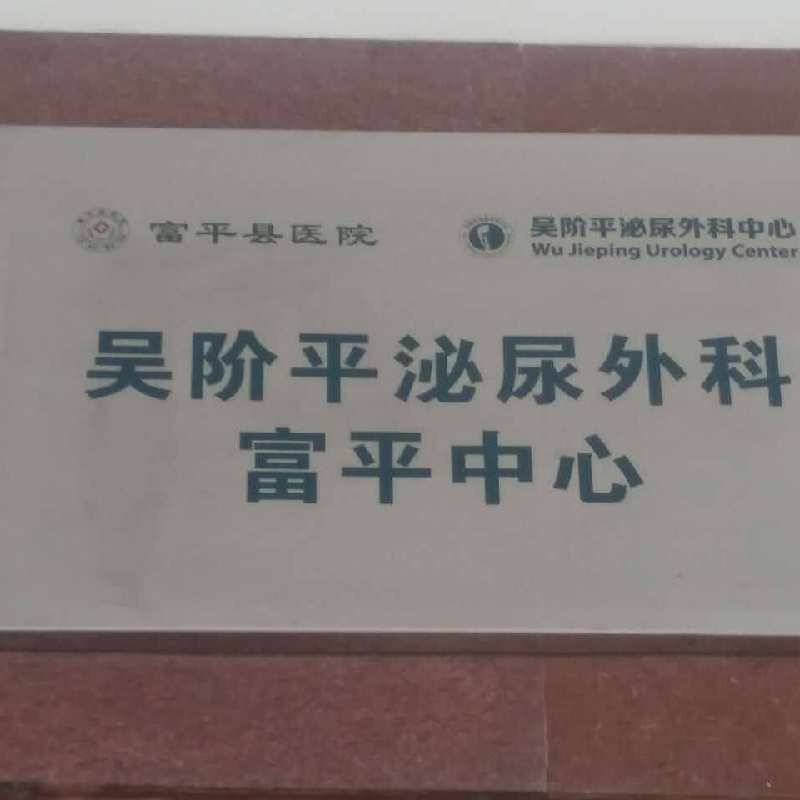 富平县医院
吴阶平泌尿外科中心
Wu Jieping Urology Center
吴阶平泌尿外科
富平中心